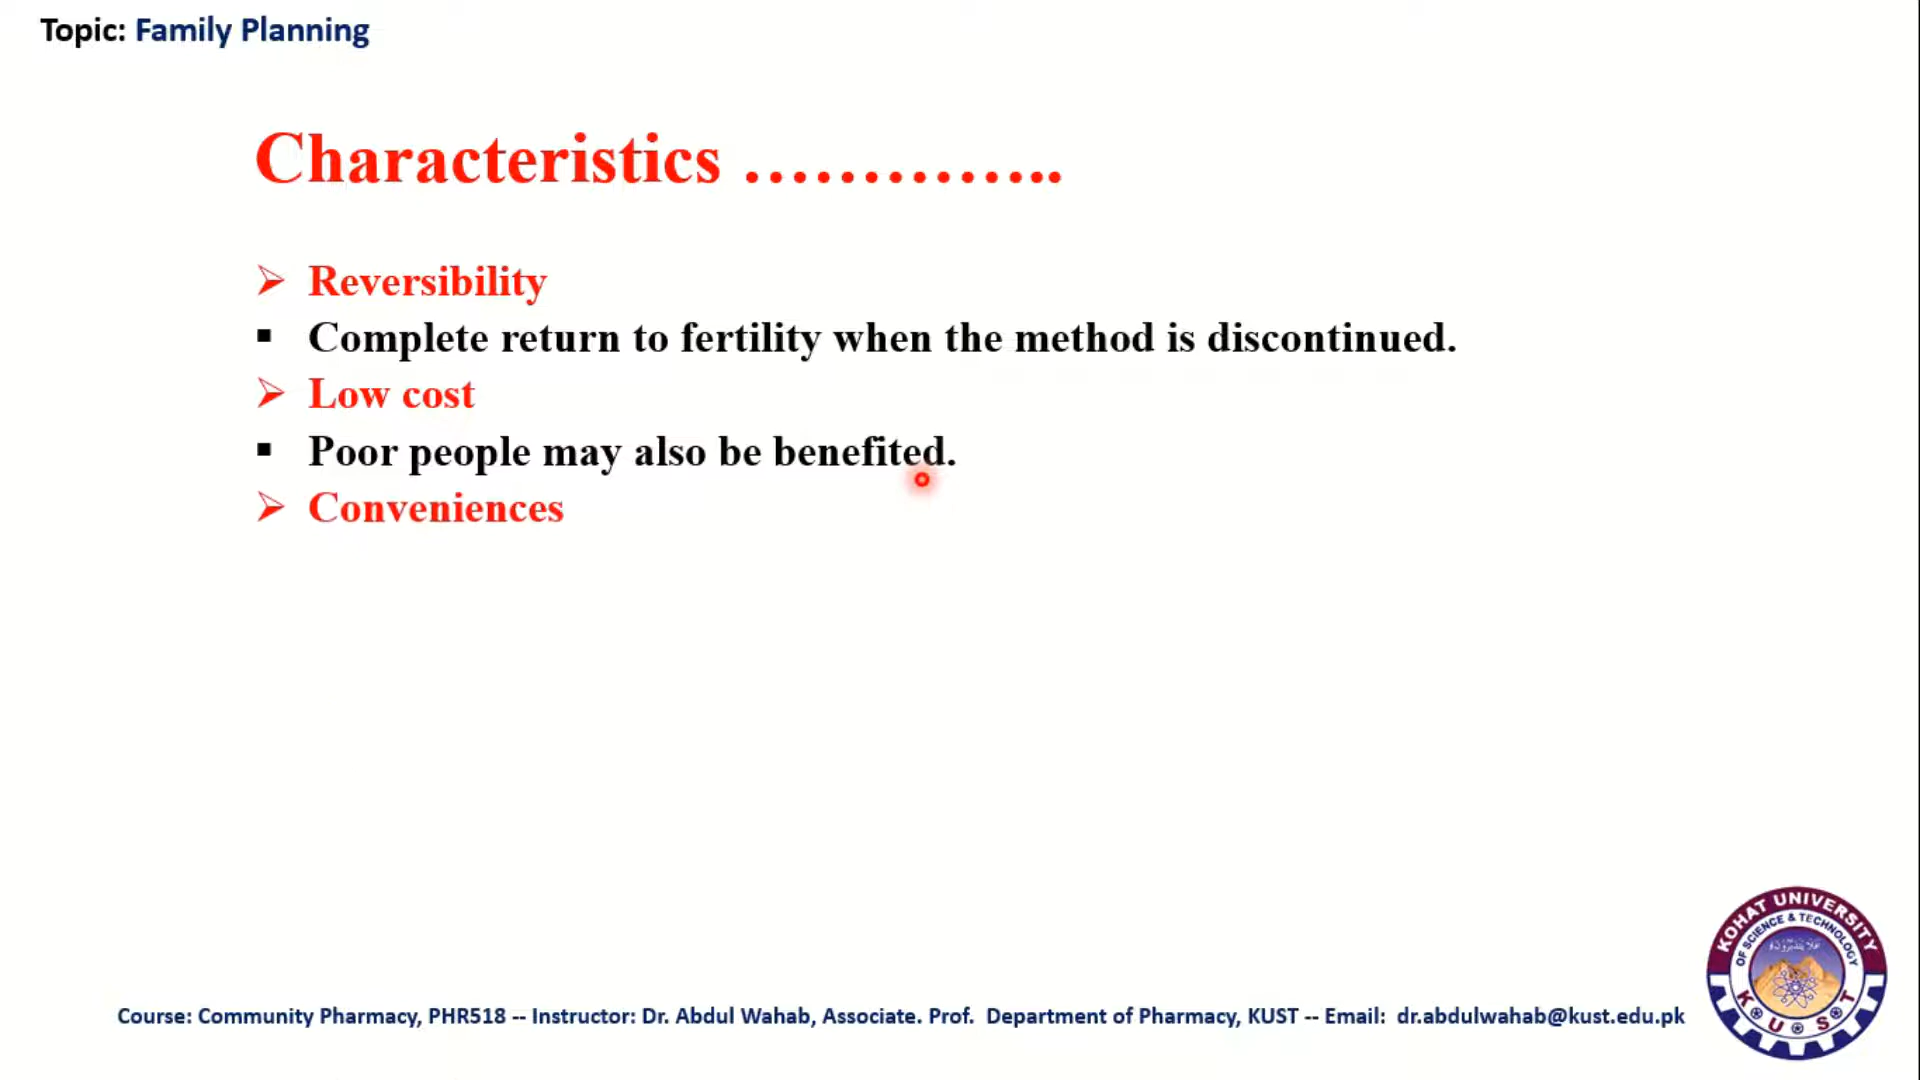 Topic: Family Planning
Characteristics …………..
➢ Reversibility
▪ Complete return to fertility when the method is discontinued.
➢ Low cost
▪ Poor people may also be benefited.
➢ Conveniences
KOHAT UNIVERSITY
OF SCIENCE & TECHNOLOGY
K U S T
Course: Community Pharmacy, PHR518 -- Instructor: Dr. Abdul Wahab, Associate. Prof.  Department of Pharmacy, KUST -- Email:  dr.abdulwahab@kust.edu.pk